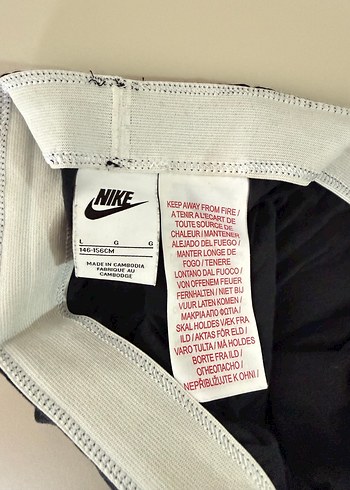 NIKE
L G G
146-156CM
MADE IN CAMBODIA
FABRIQUÉ AU
CAMBODGE
KEEP AWAY FROM FIRE /
A TENIR À L'ÉCART DE
TOUTE SOURCE DE
CHALEUR / MANTENER
ALEJADO DEL FUEGO /
MANTER LONGE DE
FOGO / TENERE
LONTANO DAL FUOCO /
VON OFFENEM FEUER
FERNHALTEN / NIET BIJ
VUUR LATEN KOMEN /
ΜΑΚΡΙΑ ΑΠΟ ΦΩΤΙΑ /
SKAL HOLDES VÆK FRA
ILD / AKTAS FÖR ELD /
VARO TULTA / MÅ HOLDES
BORTE FRA ILD /
ОГНЕОПАСНО /
NEPŘIBLIŽUJTE K OHNI /